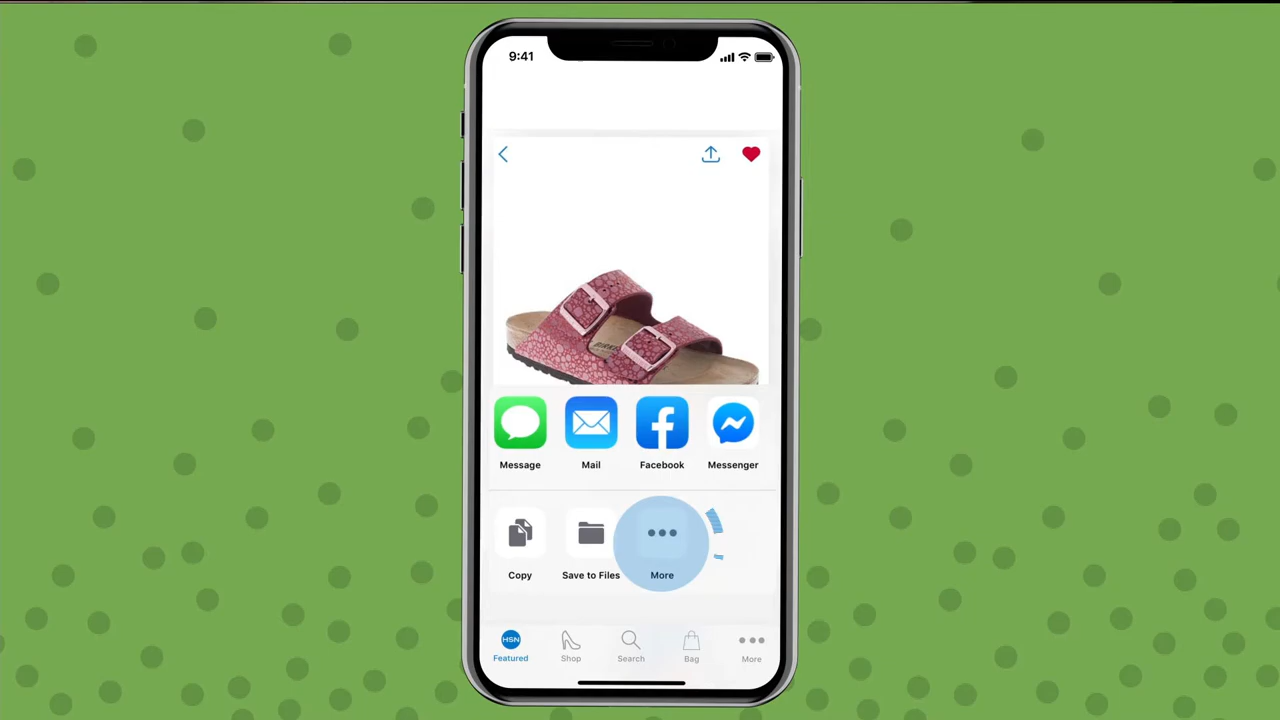 9:41
Message Mail Facebook Messenger
Copy Save to Files More
HSN
Featured Shop Search Bag More